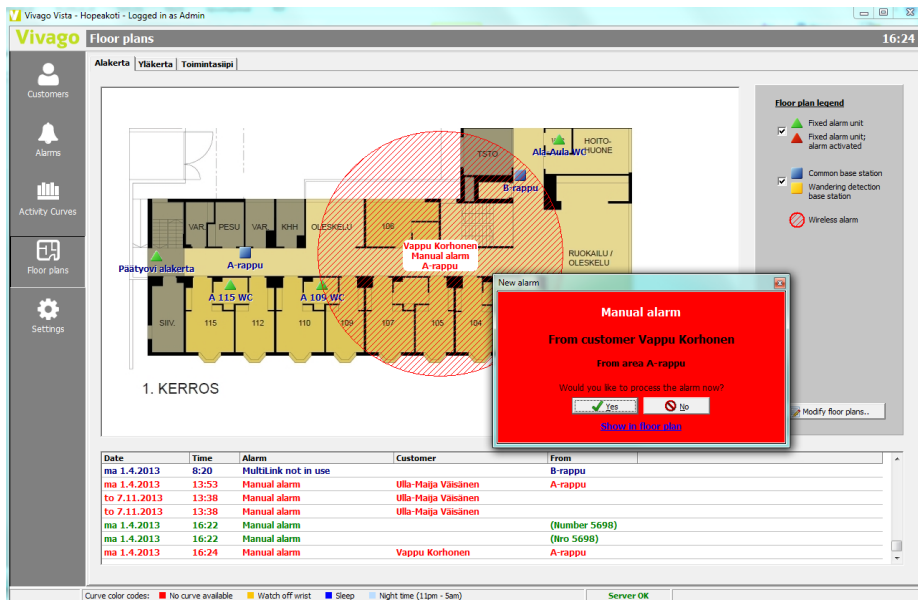 Vivago Vista - Hopeakoti - Logged in as Admin
Vivago
Floor plans
16:24
Customers
Alarms
Activity Curves
Floor plans
Settings
Alakerta
Yläkerta
Toimintasiipi
TSTO
Ala-Aula WC
HOITO-
HUONE
B-rappu
VAR.
PESU
VAR.
KHH
OLESKELU
106
Vappu Korhonen
Manual alarm
A-rappu
RUOKAILU /
OLESKELU
Päätyovi alakerta
A-rappu
A 115 WC
A 109 WC
SIIV.
115
112
110
109
107
105
104
1. KERROS
Floor plan legend
Fixed alarm unit
Fixed alarm unit;
alarm activated
Common base station
Wandering detection
base station
Wireless alarm
Modify floor plans..
New alarm
Manual alarm
From customer Vappu Korhonen
From area A-rappu
Would you like to process the alarm now?
Yes
No
Show in floor plan
Date Time Alarm Customer From
ma 1.4.2013 8:20 MultiLink not in use B-rappu
ma 1.4.2013 13:53 Manual alarm Ulla-Maija Väisänen A-rappu
to 7.11.2013 13:38 Manual alarm Ulla-Maija Väisänen
to 7.11.2013 13:38 Manual alarm Ulla-Maija Väisänen
ma 1.4.2013 16:22 Manual alarm (Number 5698)
ma 1.4.2013 16:22 Manual alarm (Nro 5698)
ma 1.4.2013 16:24 Manual alarm Vappu Korhonen A-rappu
Curve color codes: No curve available Watch off wrist Sleep Night time (11pm - 5am) Server OK